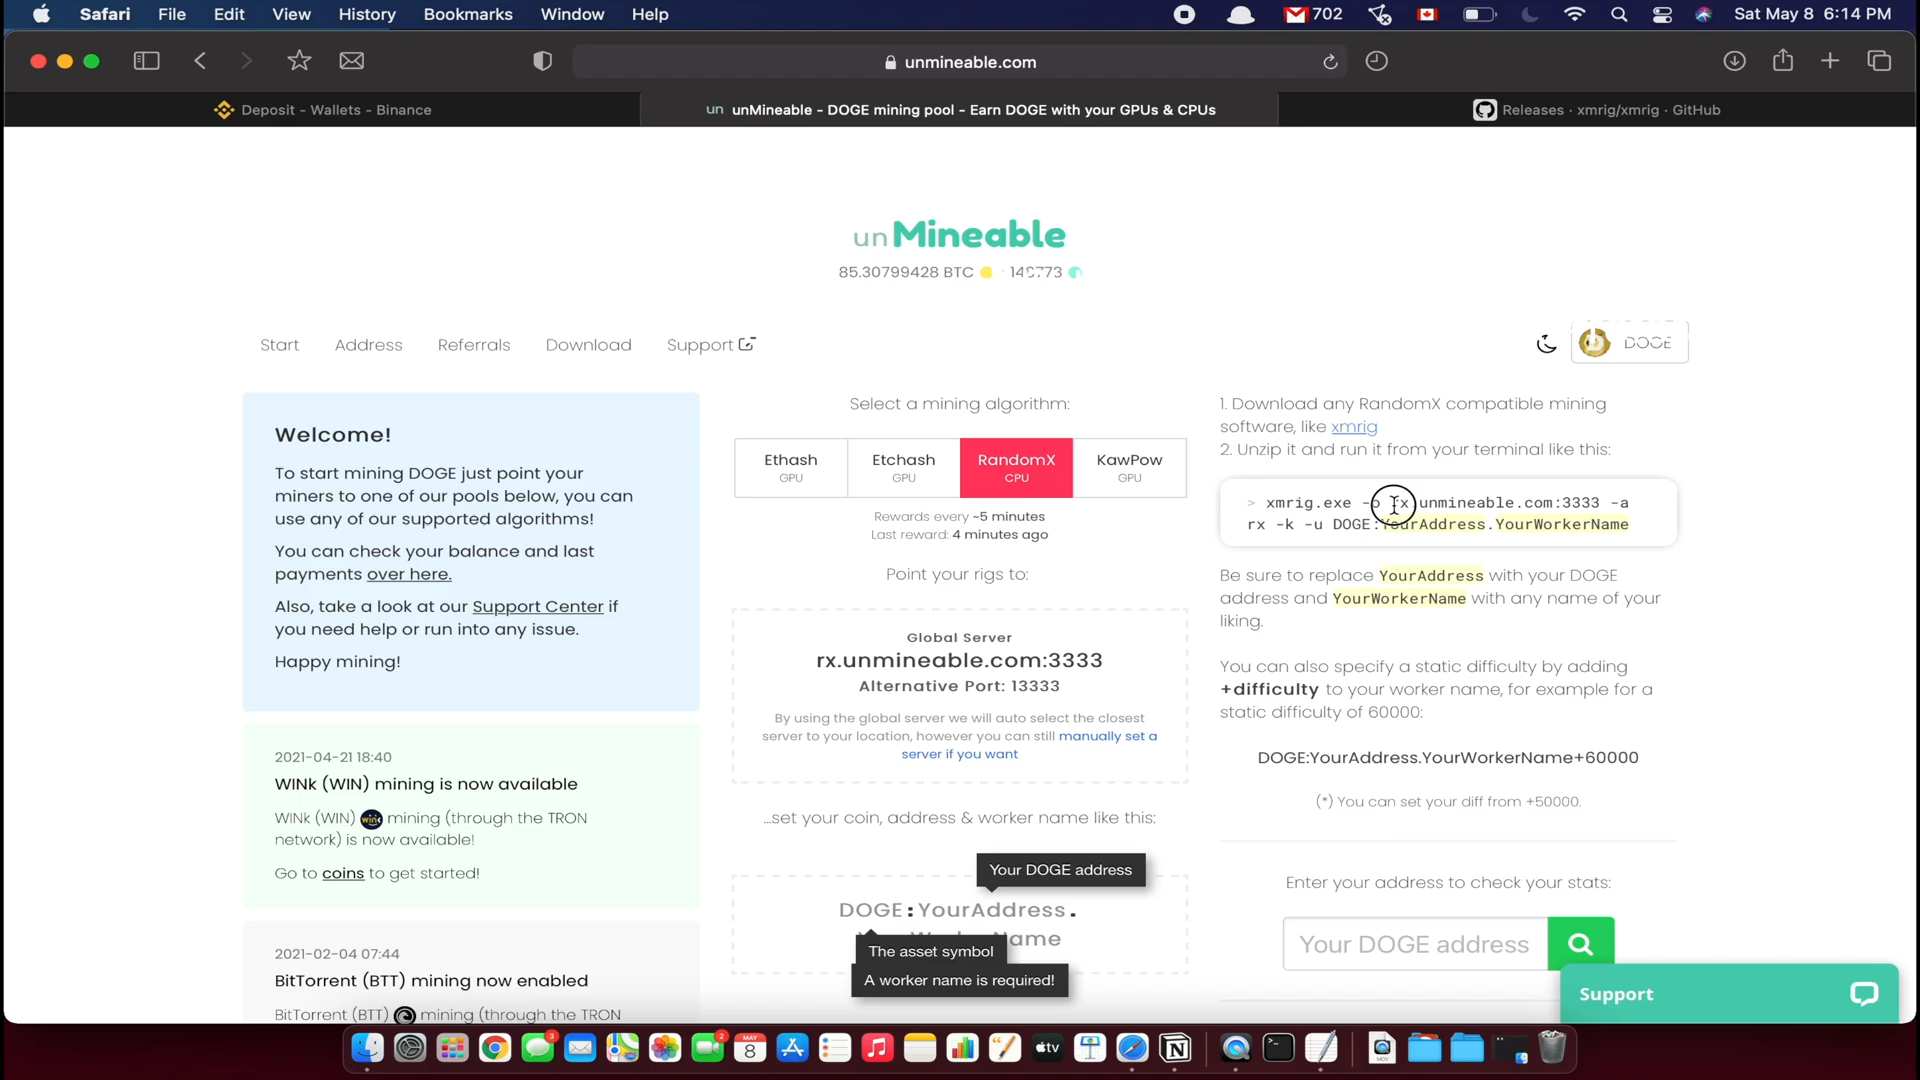 Safari File Edit View History Bookmarks Window Help 702 Sat May 8 6:14 PM
unmineable.com
Deposit - Wallets - Binance
un unMineable - DOGE mining pool - Earn DOGE with your GPUs & CPUs
Releases · xmrig/xmrig · GitHub
unMineable
85.30799428 BTC
Start Address Referrals Download Support
DOGE
Welcome!
To start mining DOGE just point your
miners to one of our pools below, you can
use any of our supported algorithms!
You can check your balance and last
payments over here.
Also, take a look at our Support Center if
you need help or run into any issue.
Happy mining!
2021-04-21 18:40
WINk (WIN) mining is now available
WINk (WIN) mining (through the TRON
network) is now available!
Go to coins to get started!
2021-02-04 07:44
BitTorrent (BTT) mining now enabled
BitTorrent (BTT) mining (through the TRON
Select a mining algorithm:
Ethash Etchash RandomX KawPow
GPU GPU CPU GPU
Rewards every ~5 minutes
Last reward: 4 minutes ago
Point your rigs to:
Global Server
rx.unmineable.com:3333
Alternative Port: 13333
By using the global server we will auto select the closest
server to your location, however you can still manually set a
server if you want
...set your coin, address & worker name like this:
Your DOGE address
DOGE:YourAddress.
Name
The asset symbol
A worker name is required!
1. Download any RandomX compatible mining
software, like xmrig
2. Unzip it and run it from your terminal like this:
> xmrig.exe -o rx.unmineable.com:3333 -a
rx -k -u DOGE:YourAddress.YourWorkerName
Be sure to replace YourAddress with your DOGE
address and YourWorkerName with any name of your
liking.
You can also specify a static difficulty by adding
+difficulty to your worker name, for example for a
static difficulty of 60000:
DOGE:YourAddress.YourWorkerName+60000
(*) You can set your diff from +50000.
Enter your address to check your stats:
Your DOGE address
Support
3 2 MAY 8 tv